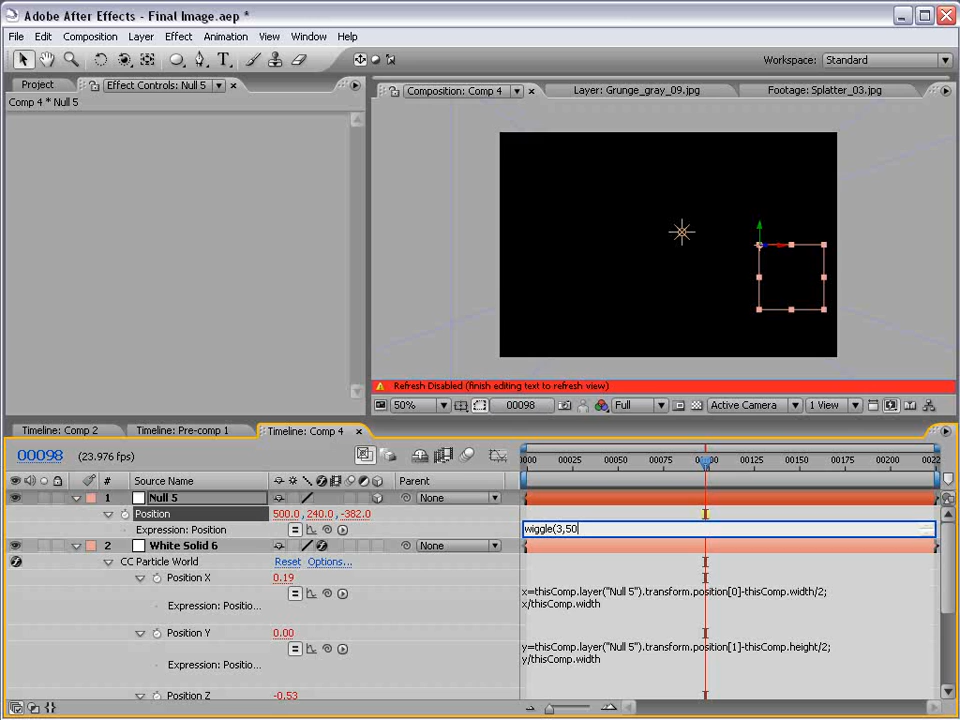 Adobe After Effects - Final Image.aep *
File Edit Composition Layer Effect Animation View Window Help
Workspace: Standard
Project Effect Controls: Null 5
Comp 4 * Null 5
Composition: Comp 4 Layer: Grunge_gray_09.jpg Footage: Splatter_03.jpg
Refresh Disabled (finish editing text to refresh view)
50% 00098 Full Active Camera 1 View
Timeline: Comp 2 Timeline: Pre-comp 1 Timeline: Comp 4
00098 (23.976 fps)
0000 00025 00050 00075 00100 00125 00150 00175 00200 0022
# Source Name Parent
1 Null 5 None
Position 500.0, 240.0, -382.0
Expression: Position wiggle(3,50
2 White Solid 6 None
CC Particle World Reset Options...
Position X 0.19
Expression: Positio... x=thisComp.layer("Null 5").transform.position[0]-thisComp.width/2;
x/thisComp.width
Position Y 0.00
Expression: Positio... y=thisComp.layer("Null 5").transform.position[1]-thisComp.height/2;
y/thisComp.width
Position Z -0.53